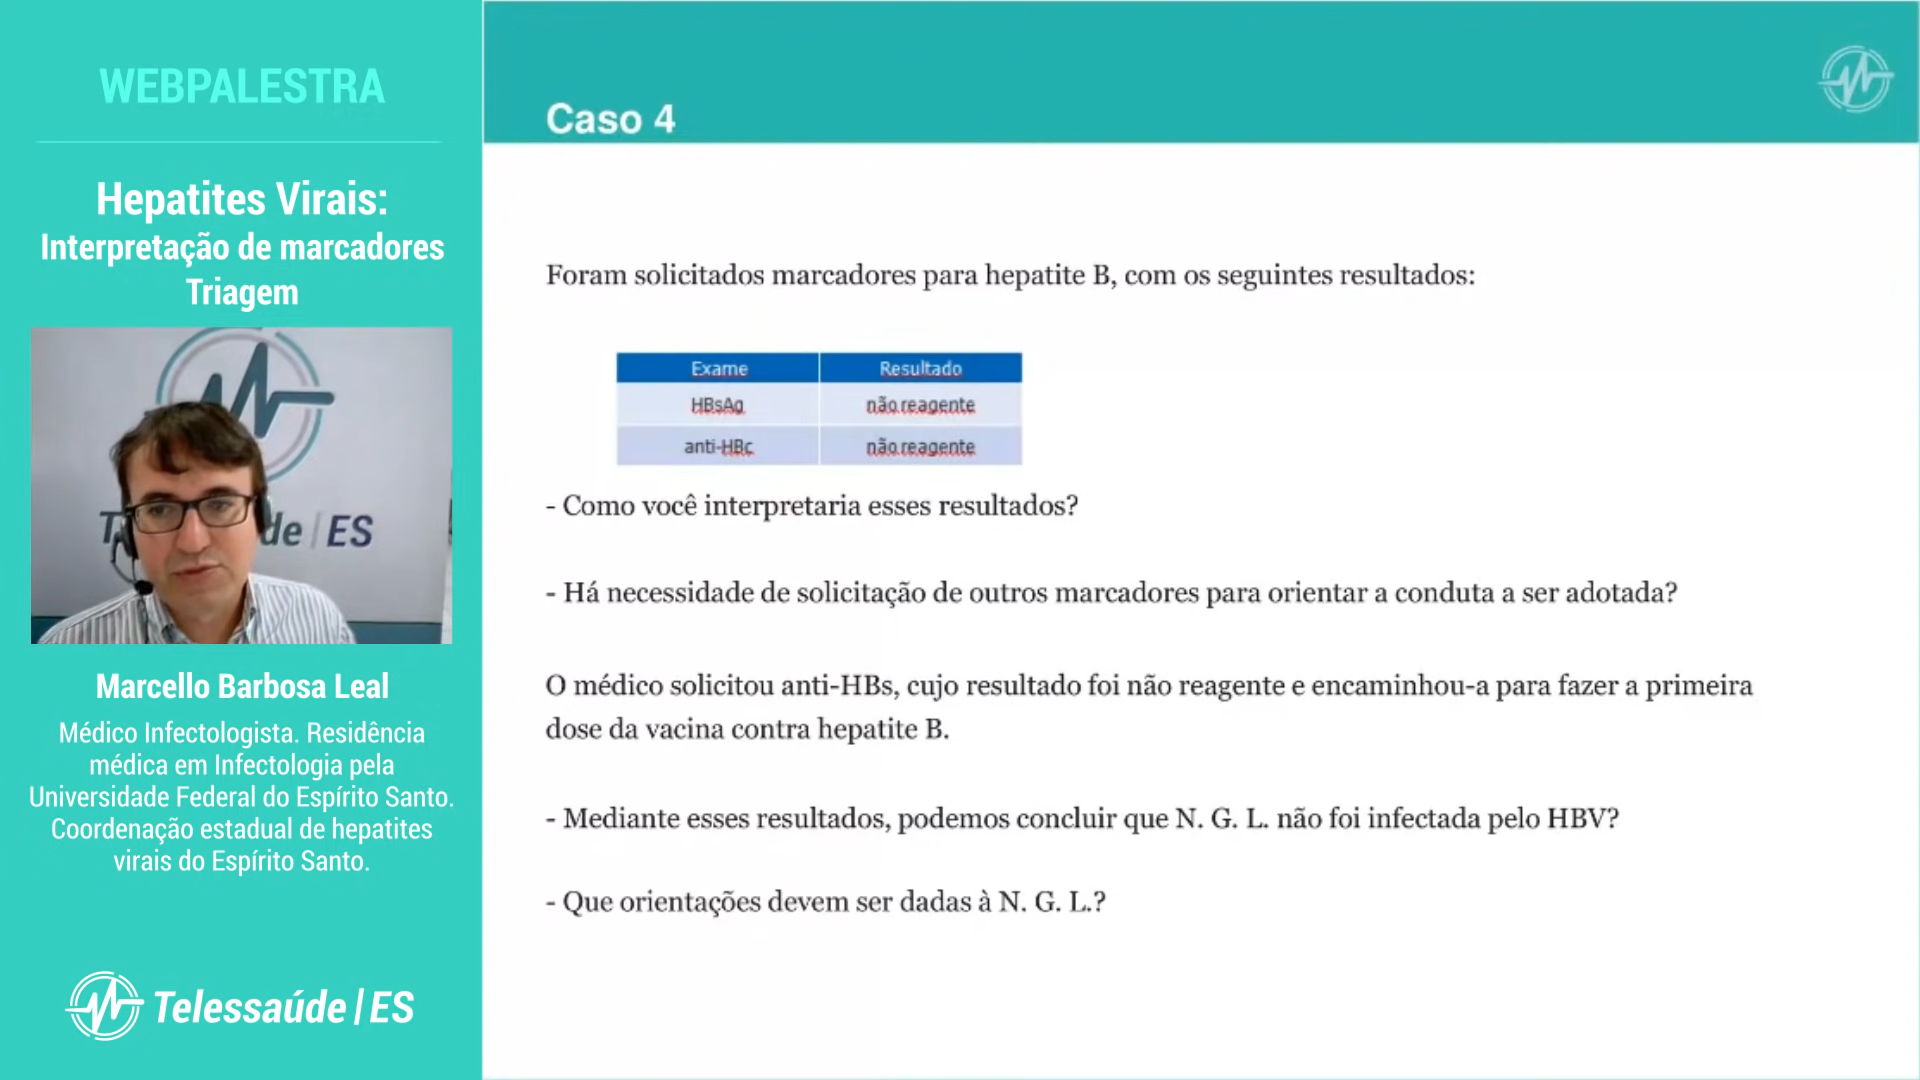 WEBPALESTRA
Hepatites Virais:
Interpretação de marcadores
Triagem
de | ES
Marcello Barbosa Leal
Médico Infectologista. Residência
médica em Infectologia pela
Universidade Federal do Espírito Santo.
Coordenação estadual de hepatites
virais do Espírito Santo.
Telessaúde | ES
Caso 4
Foram solicitados marcadores para hepatite B, com os seguintes resultados:
Exame Resultado
HBsAg não reagente
anti-HBc não reagente
- Como você interpretaria esses resultados?
- Há necessidade de solicitação de outros marcadores para orientar a conduta a ser adotada?
O médico solicitou anti-HBs, cujo resultado foi não reagente e encaminhou-a para fazer a primeira
dose da vacina contra hepatite B.
- Mediante esses resultados, podemos concluir que N. G. L. não foi infectada pelo HBV?
- Que orientações devem ser dadas à N. G. L.?